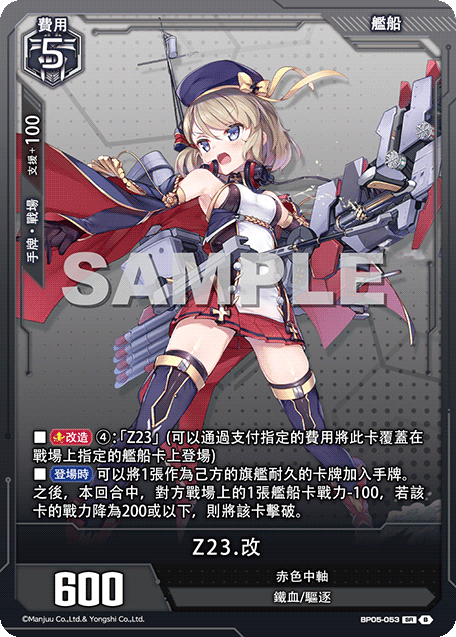 費用
5
艦船
手牌・戰場 支援+100
SAMPLE
■ 改造 ④:「Z23」(可以通過支付指定的費用將此卡覆蓋在
戰場上指定的艦船卡上登場)
■ 登場時 可以將1張作為己方的旗艦耐久的卡牌加入手牌。
之後，本回合中，對方戰場上的1張艦船卡戰力-100，若該
卡的戰力降為200或以下，則將該卡擊破。
Z23.改
600
赤色中軸
鐵血/驅逐
©Manjuu Co.,Ltd.& Yongshi Co.,Ltd.
BP05-053 SR B